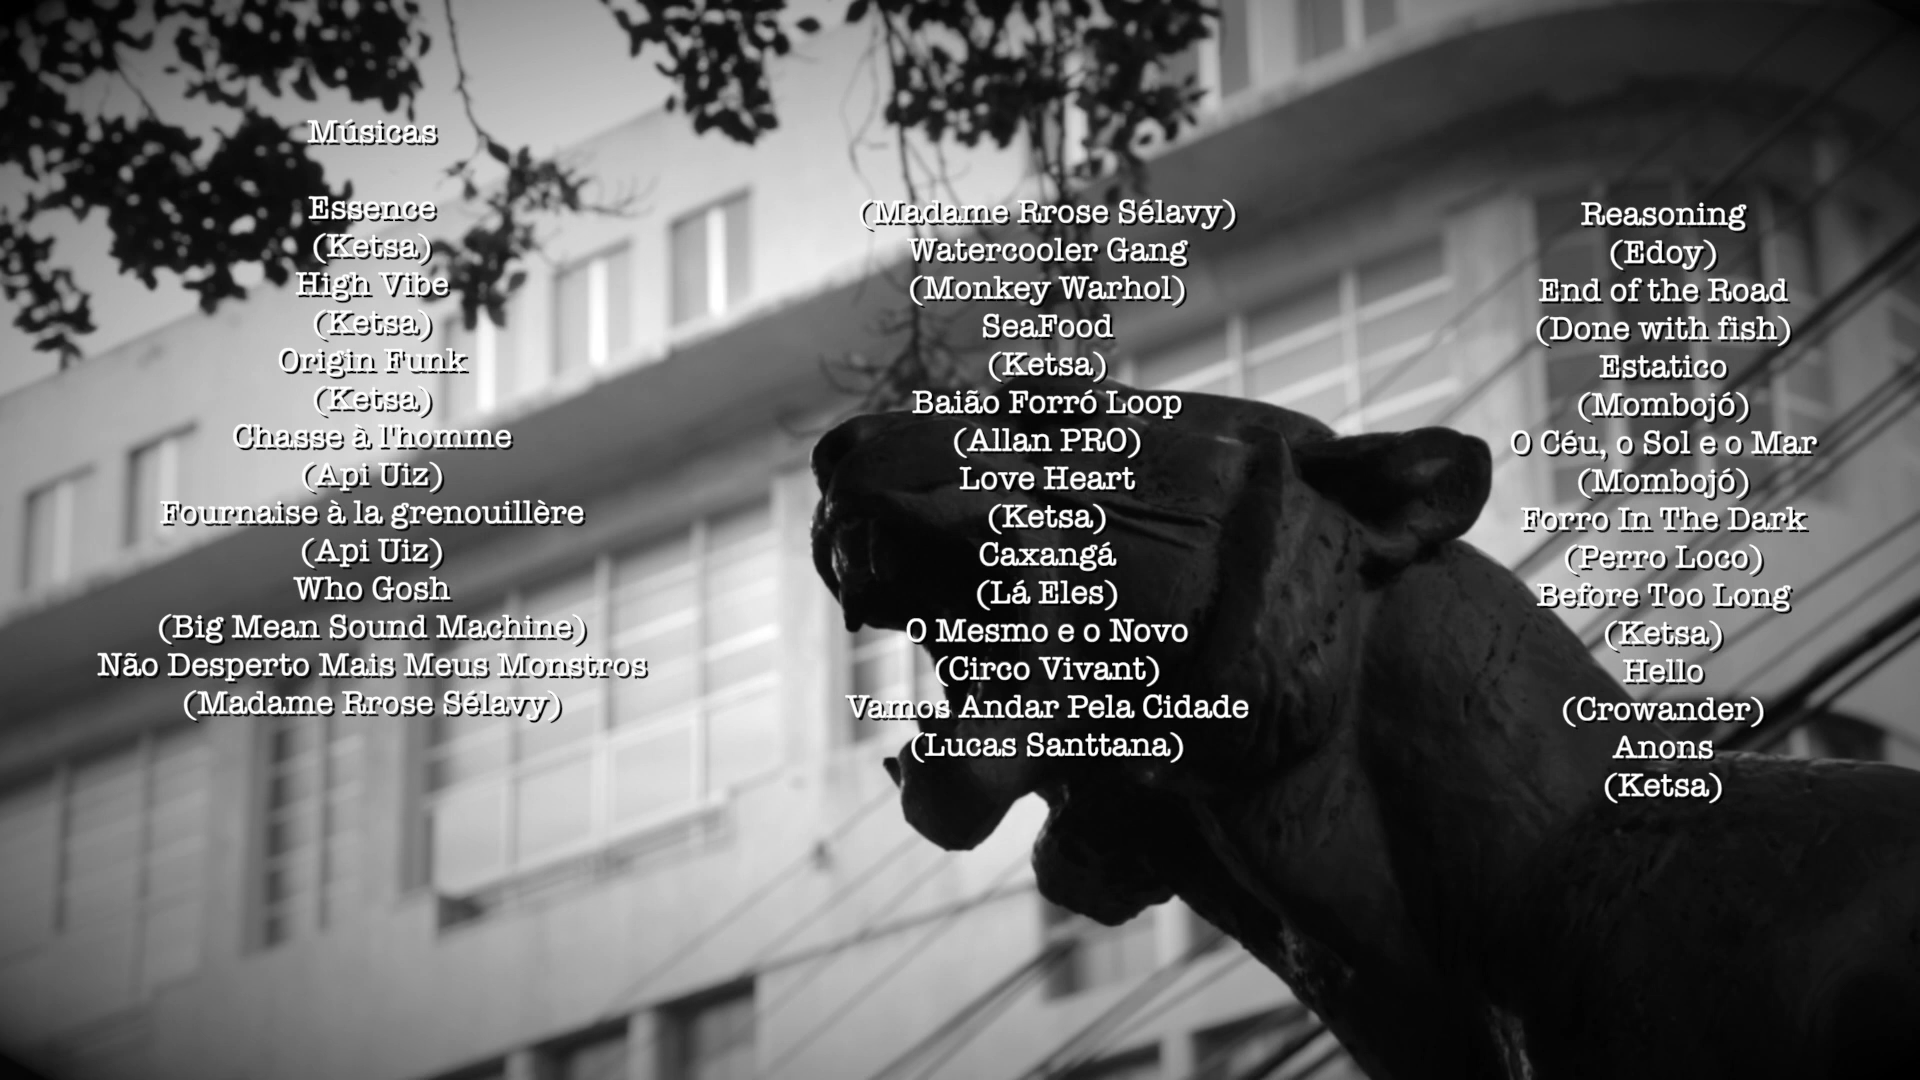 Músicas
Essence
(Ketsa)
High Vibe
(Ketsa)
Origin Funk
(Ketsa)
Chasse à l'homme
(Api Uiz)
Fournaise à la grenouillère
(Api Uiz)
Who Gosh
(Big Mean Sound Machine)
Não Desperto Mais Meus Monstros
(Madame Rrose Sélavy)
(Madame Rrose Sélavy)
Watercooler Gang
(Monkey Warhol)
SeaFood
(Ketsa)
Baião Forró Loop
(Allan PRO)
Love Heart
(Ketsa)
Caxangá
(Lá Eles)
O Mesmo e o Novo
(Circo Vivant)
Vamos Andar Pela Cidade
(Lucas Santtana)
Reasoning
(Edoy)
End of the Road
(Done with fish)
Estatico
(Mombojó)
O Céu, o Sol e o Mar
(Mombojó)
Forro In The Dark
(Perro Loco)
Before Too Long
(Ketsa)
Hello
(Crowander)
Anons
(Ketsa)